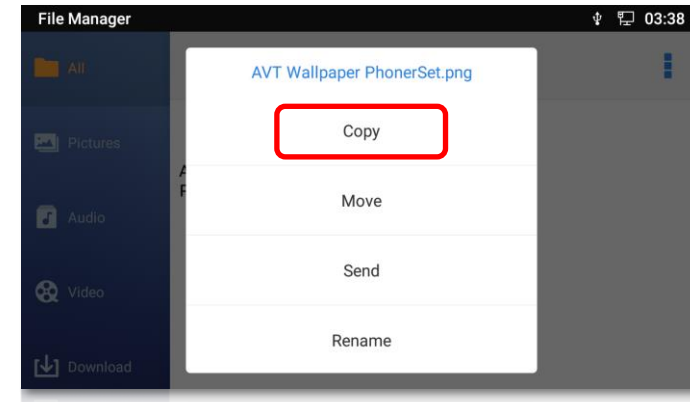 File Manager 03:38
All
AVT Wallpaper PhonerSet.png
Copy
Pictures
Move
Audio
Send
Video
Rename
Download